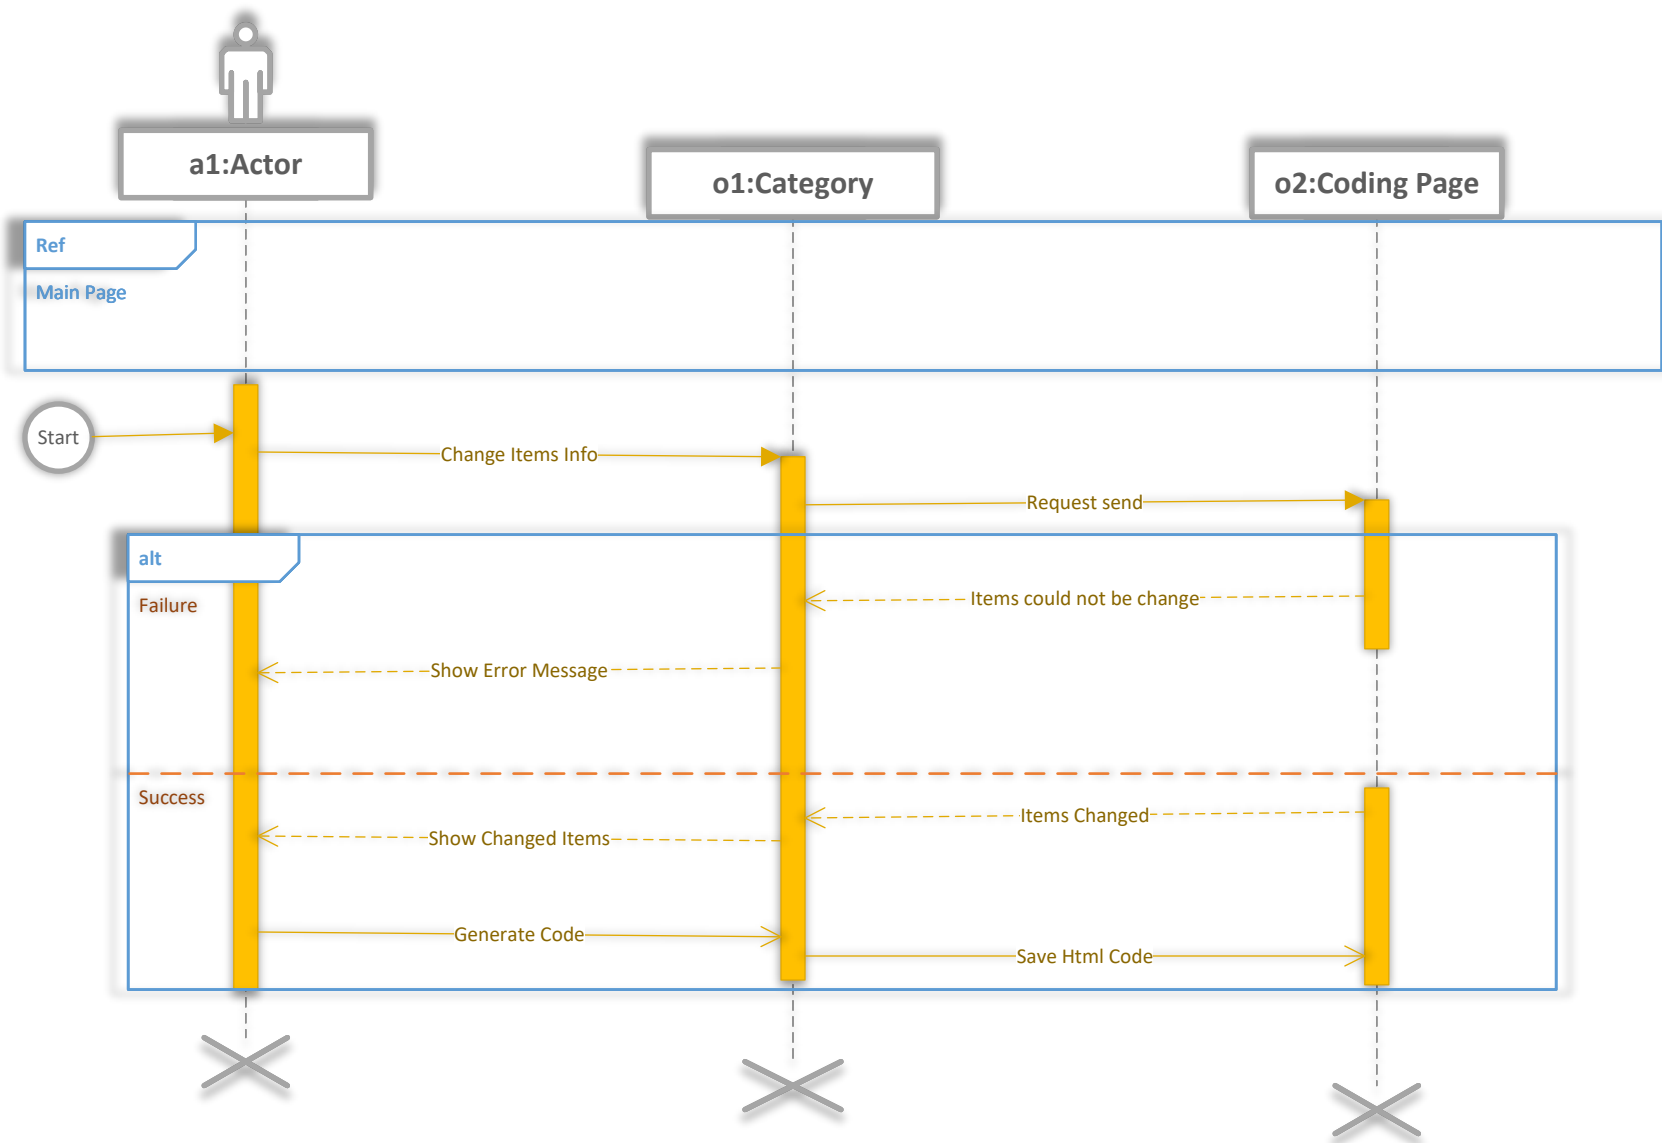 a1:Actor
o1:Category
o2:Coding Page
Ref
Main Page
Start
Change Items Info
Request send
alt
Failure
Items could not be change
Show Error Message
Success
Items Changed
Show Changed Items
Generate Code
Save Html Code